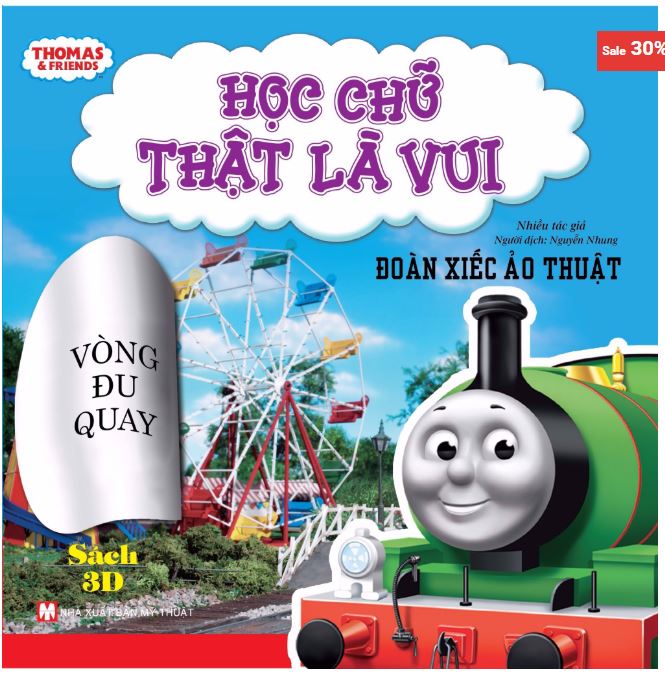 THOMAS
& FRIENDS
Sale 30%
HỌC CHỮ
THẬT LÀ VUI
Nhiều tác giả
Người dịch: Nguyễn Nhung
ĐOÀN XIẾC ẢO THUẬT
VÒNG
ĐU
QUAY
Sách
3D
NHÀ XUẤT BẢN MỸ THUẬT